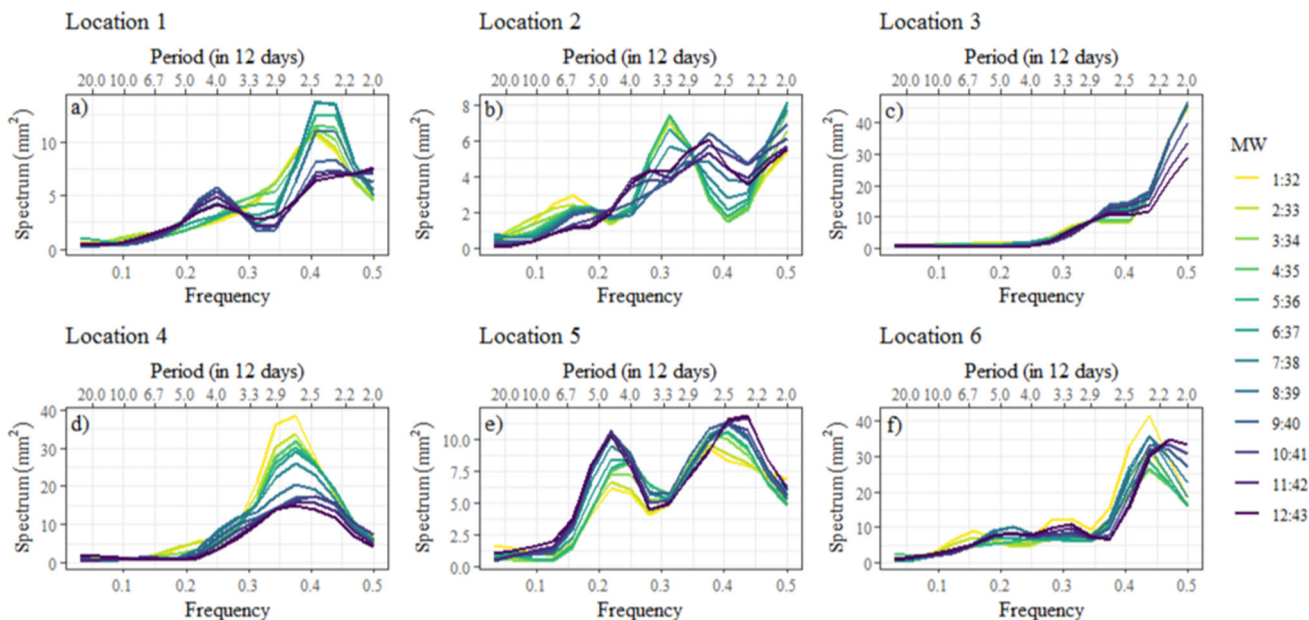 Location 1 Location 2 Location 3
Period (in 12 days) Period (in 12 days) Period (in 12 days)
20.0 10.0 6.7 5.0 4.0 3.3 2.9 2.5 2.2 2.0 20.0 10.0 6.7 5.0 4.0 3.3 2.9 2.5 2.2 2.0 20.0 10.0 6.7 5.0 4.0 3.3 2.9 2.5 2.2 2.0
a) b) c)
Spectrum (mm²) Spectrum (mm²) Spectrum (mm²)
10 5 0 8 6 4 2 0 40 30 20 10 0
0.1 0.2 0.3 0.4 0.5 0.1 0.2 0.3 0.4 0.5 0.1 0.2 0.3 0.4 0.5
Frequency Frequency Frequency
Location 4 Location 5 Location 6
Period (in 12 days) Period (in 12 days) Period (in 12 days)
20.0 10.0 6.7 5.0 4.0 3.3 2.9 2.5 2.2 2.0 20.0 10.0 6.7 5.0 4.0 3.3 2.9 2.5 2.2 2.0 20.0 10.0 6.7 5.0 4.0 3.3 2.9 2.5 2.2 2.0
d) e) f)
Spectrum (mm²) Spectrum (mm²) Spectrum (mm²)
40 30 20 10 0 10.0 7.5 5.0 2.5 0.0 40 30 20 10 0
0.1 0.2 0.3 0.4 0.5 0.1 0.2 0.3 0.4 0.5 0.1 0.2 0.3 0.4 0.5
Frequency Frequency Frequency
MW
1:32
2:33
3:34
4:35
5:36
6:37
7:38
8:39
9:40
10:41
11:42
12:43